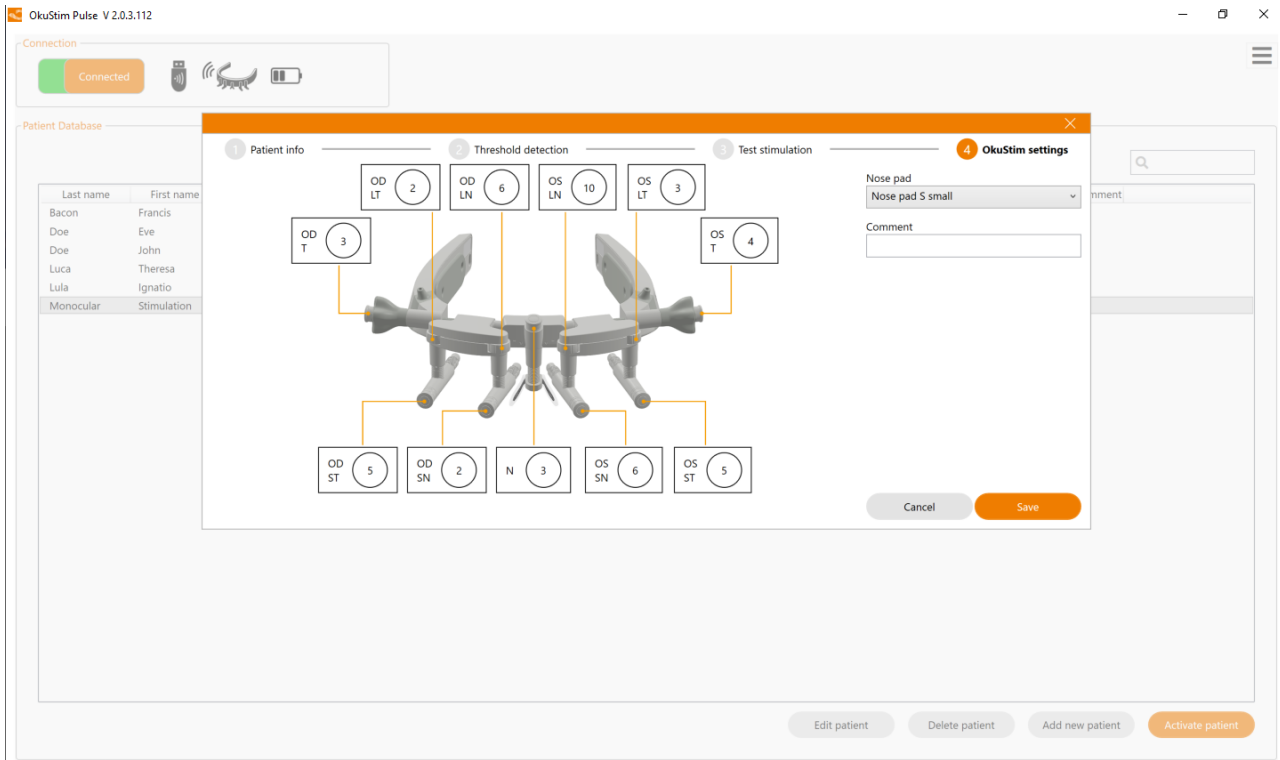 OkuStim Pulse V 2.0.3.112
Connection
Connected
Patient Database
1 Patient info
2 Threshold detection
3 Test stimulation
4 OkuStim settings
Last name First name
mment
Bacon Francis
Doe Eve
Doe John
Luca Theresa
Lula Ignatio
Monocular Stimulation
OD LT 2
OD LN 6
OS LN 10
OS LT 3
OD T 3
OS T 4
OD ST 5
OD SN 2
N 3
OS SN 6
OS ST 5
Nose pad
Nose pad S small
Comment
Cancel
Save
Edit patient
Delete patient
Add new patient
Activate patient